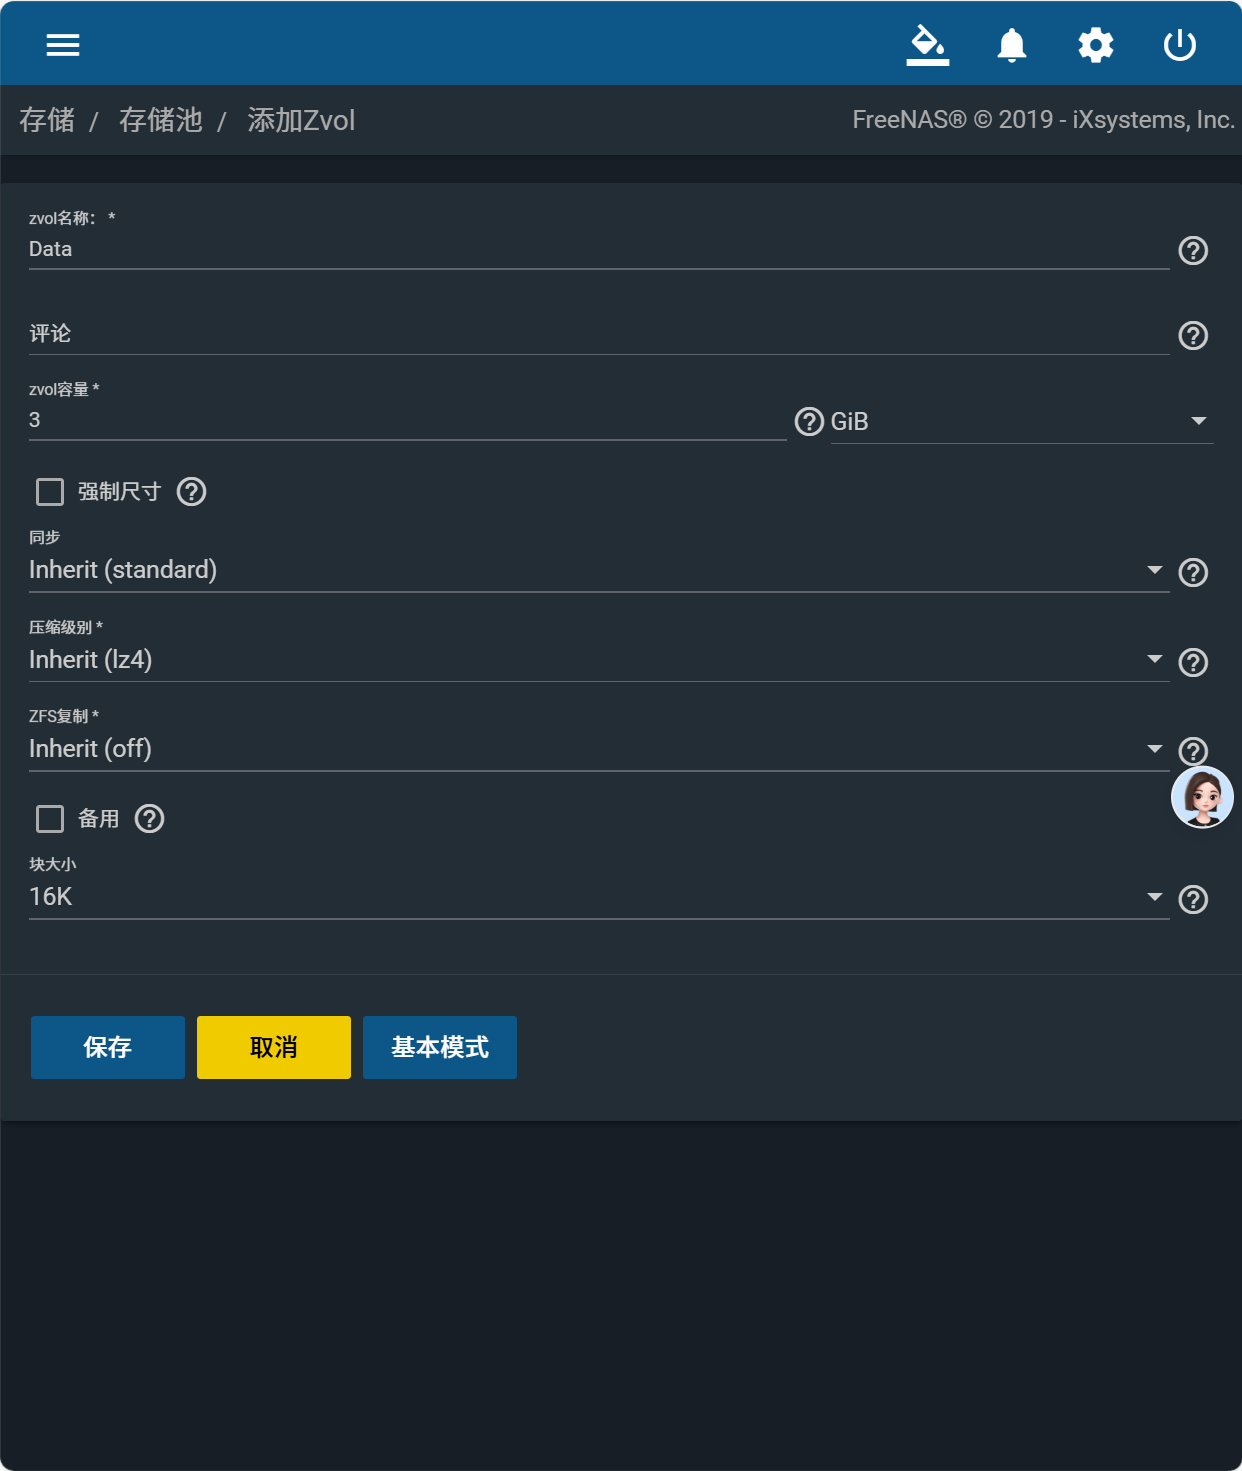 存储 / 存储池 / 添加Zvol
FreeNAS® © 2019 - iXsystems, Inc.
zvol名称： *
Data
评论
zvol容量 *
3
GiB
强制尺寸
同步
Inherit (standard)
压缩级别 *
Inherit (lz4)
ZFS复制 *
Inherit (off)
备用
块大小
16K
保存 取消 基本模式